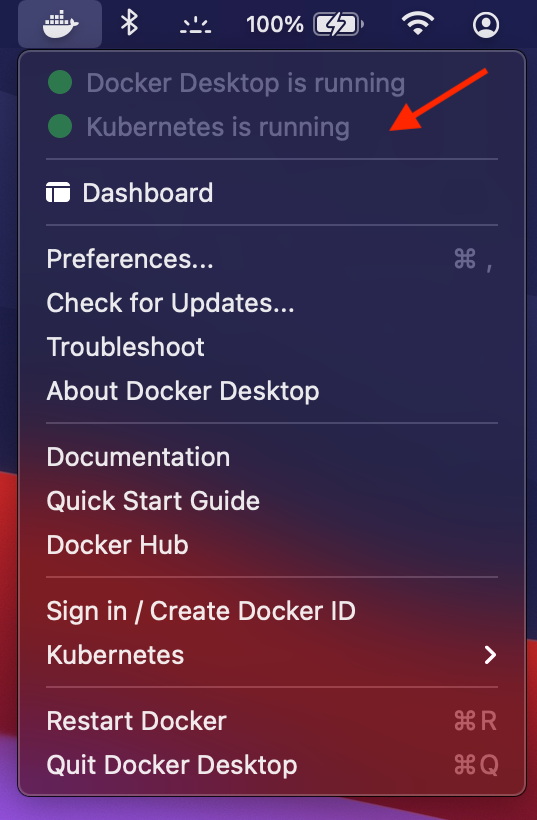 100%
Docker Desktop is running
Kubernetes is running
Dashboard
Preferences... ⌘ ,
Check for Updates...
Troubleshoot
About Docker Desktop
Documentation
Quick Start Guide
Docker Hub
Sign in / Create Docker ID
Kubernetes
Restart Docker ⌘R
Quit Docker Desktop ⌘Q